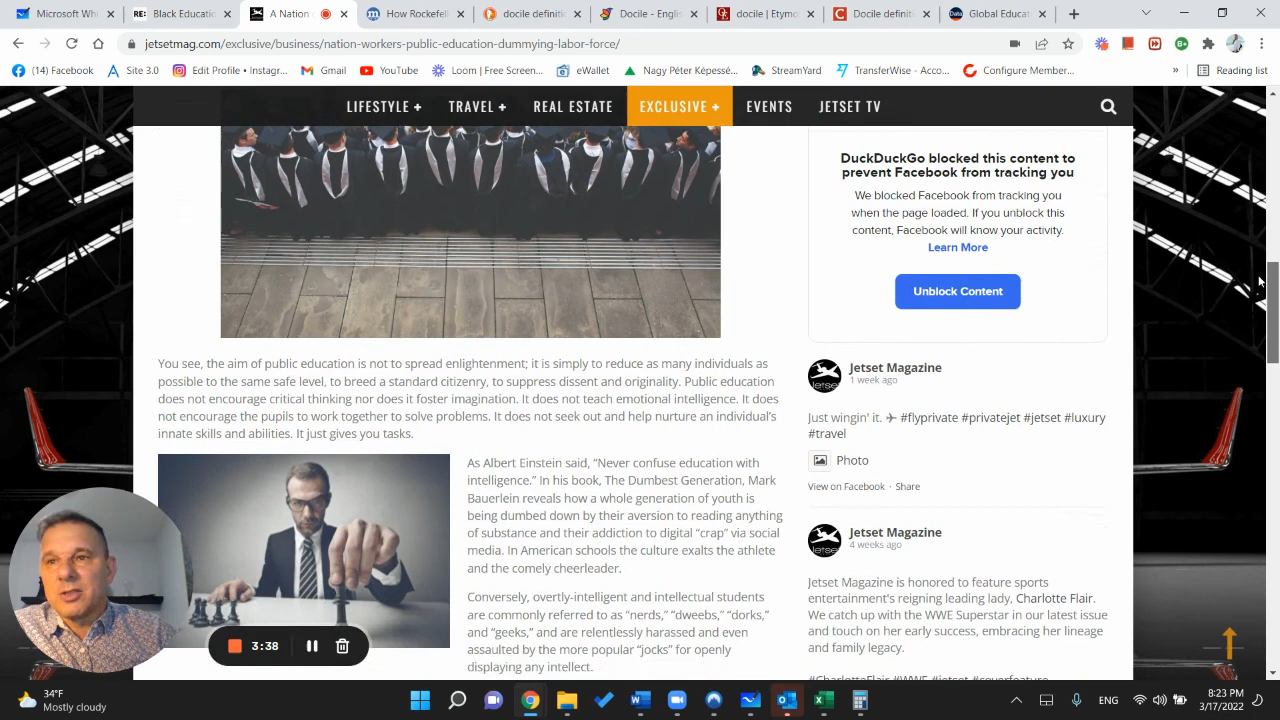 Black Educatio
A Nation
How Rockefell
docile definitio
Docile - Englis
docile | Etymo
Docile definiti
Data
Global Educat
jetsetmag.com/exclusive/business/nation-workers-public-education-dummying-labor-force/
(14) Facebook
Site 3.0
Edit Profile • Instagr...
Gmail
YouTube
Loom | Free Screen...
eWallet
Nagy Péter Képessé...
StreamYard
TransferWise - Acco...
Configure Member...
»
Reading list
LIFESTYLE +
TRAVEL +
REAL ESTATE
EXCLUSIVE +
EVENTS
JETSET TV
You see, the aim of public education is not to spread enlightenment; it is simply to reduce as many individuals as
possible to the same safe level, to breed a standard citizenry, to suppress dissent and originality. Public education
does not encourage critical thinking nor does it foster imagination. It does not teach emotional intelligence. It does
not encourage the pupils to work together to solve problems. It does not seek out and help nurture an individual's
innate skills and abilities. It just gives you tasks.
As Albert Einstein said, “Never confuse education with
intelligence.” In his book, The Dumbest Generation, Mark
Bauerlein reveals how a whole generation of youth is
being dumbed down by their aversion to reading anything
of substance and their addiction to digital “crap” via social
media. In American schools the culture exalts the athlete
and the comely cheerleader.
Conversely, overtly-intelligent and intellectual students
are commonly referred to as “nerds,” “dweebs,” “dorks,”
and “geeks,” and are relentlessly harassed and even
assaulted by the more popular “jocks” for openly
displaying any intellect.
DuckDuckGo blocked this content to
prevent Facebook from tracking you
We blocked Facebook from tracking you
when the page loaded. If you unblock this
content, Facebook will know your activity.
Learn More
Unblock Content
Jetset
Jetset Magazine
1 week ago
Just wingin' it. ✈ #flyprivate #privatejet #jetset #luxury
#travel
Photo
View on Facebook · Share
Jetset
Jetset Magazine
4 weeks ago
Jetset Magazine is honored to feature sports
entertainment's reigning leading lady, Charlotte Flair.
We catch up with the WWE Superstar in our latest issue
and touch on her early success, embracing her lineage
and family legacy.
#CharlotteFlair #WWE #jetset #coverfeature
3:38
34°F
Mostly cloudy
ENG
8:23 PM
3/17/2022